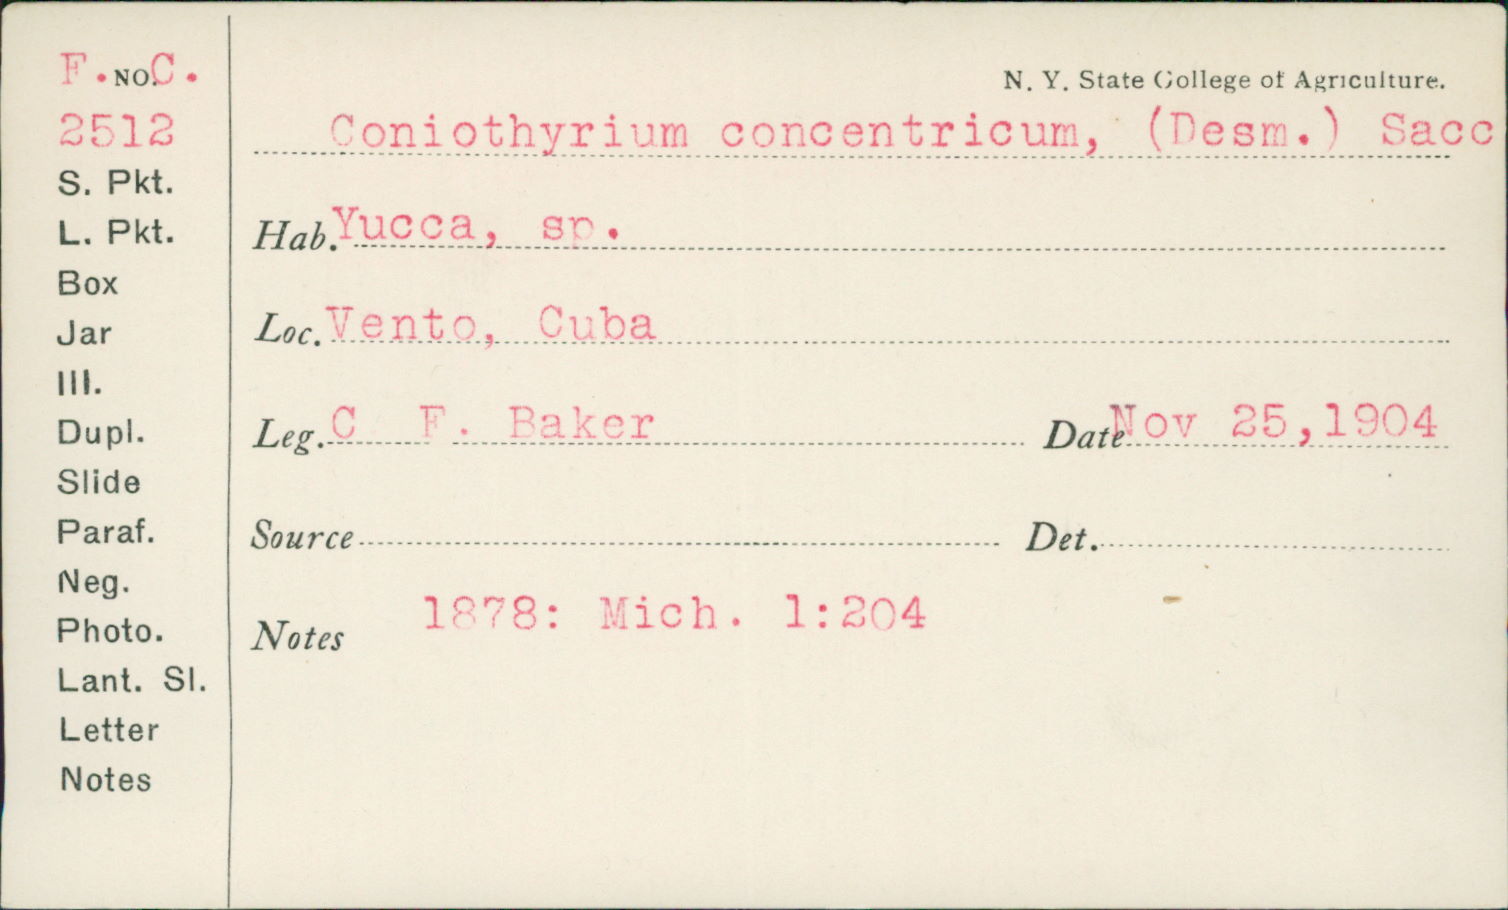 F. NO. C.
2512
S. Pkt.
L. Pkt.
Box
Jar
Ill.
Dupl.
Slide
Paraf.
Neg.
Photo.
Lant. Sl.
Letter
Notes
N. Y. State College of Agriculture.
Coniothyrium concentricum, (Desm.) Sacc
Hab. Yucca, sp.
Loc. Vento, Cuba
Leg. C F. Baker Date Nov 25,1904
Source Det.
Notes 1878: Mich. 1:204